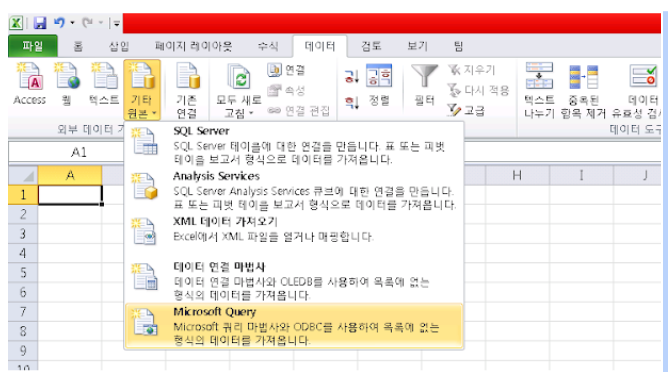 파일 홈 삽입 페이지 레이아웃 수식 데이터 검토 보기 팀
Access 웹 텍스트 기타 원본 기존 연결 모두 새로 고침 연결 속성 연결 편집 정렬 필터 지우기 다시 적용 고급 텍스트 나누기 중복된 항목 제거 데이터 유효성 검사
외부 데이터 가 데이터 도구
A1
A H I J
SQL Server
SQL Server 테이블에 대한 연결을 만듭니다. 표 또는 피벗
테이블 보고서 형식으로 데이터를 가져옵니다.
Analysis Services
SQL Server Analysis Services 큐브에 대한 연결을 만듭니다.
표 또는 피벗 테이블 보고서 형식으로 데이터를 가져옵니다.
XML 데이터 가져오기
Excel에서 XML 파일을 열거나 매핑합니다.
데이터 연결 마법사
데이터 연결 마법사와 OLEDB를 사용하여 목록에 없는
형식의 데이터를 가져옵니다.
Microsoft Query
Microsoft 쿼리 마법사와 ODBC를 사용하여 목록에 없는
형식의 데이터를 가져옵니다.
1
2
3
4
5
6
7
8
9
10